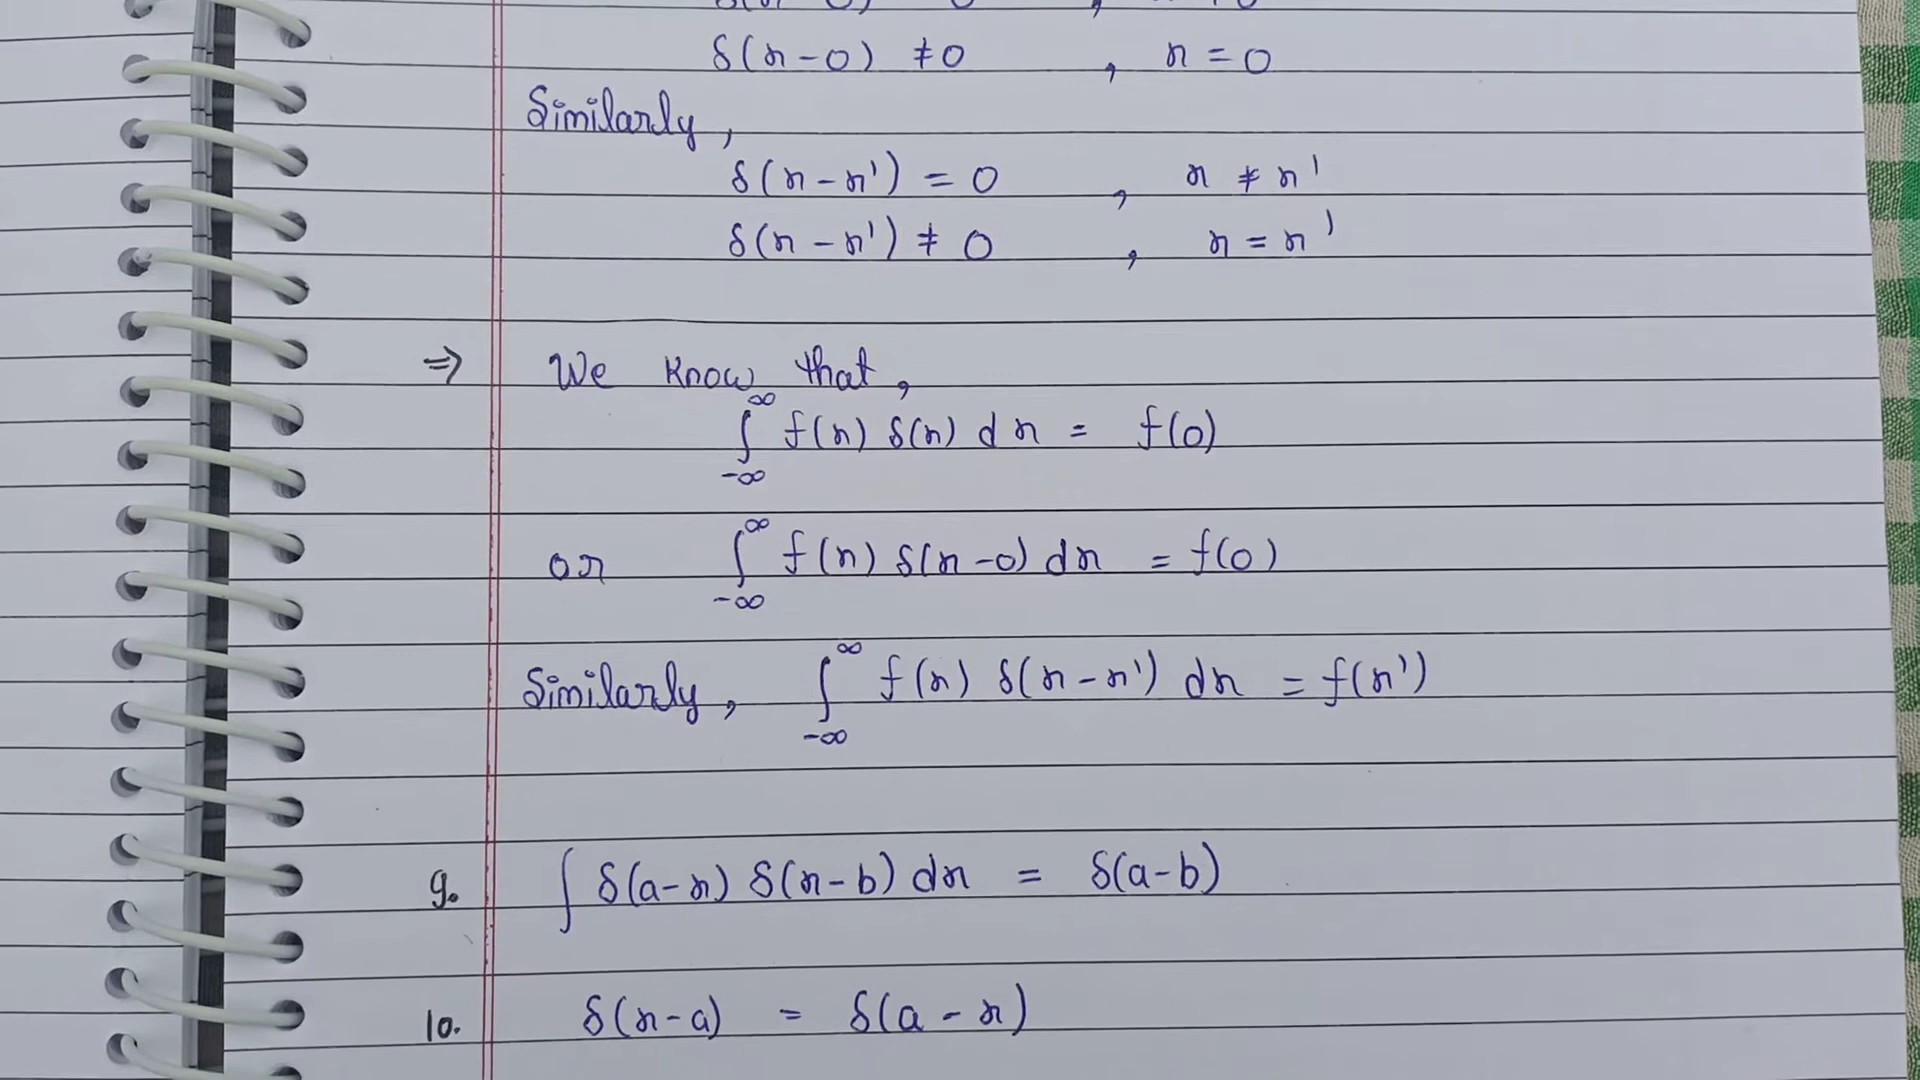 δ(x-0) ≠0 , x = 0
Similarly,
δ(x-x') = 0 , x ≠ x'
δ(x-x') ≠ 0 , x = x'
⇒ We know that,
∫_{-∞}^{∞} f(x) δ(x) dx = f(0)
or ∫_{-∞}^{∞} f(x) δ(x-0) dx = f(0)
Similarly, ∫_{-∞}^{∞} f(x) δ(x-x') dx = f(x')
9. ∫ δ(a-x) δ(x-b) dx = δ(a-b)
10. δ(x-a) = δ(a-x)